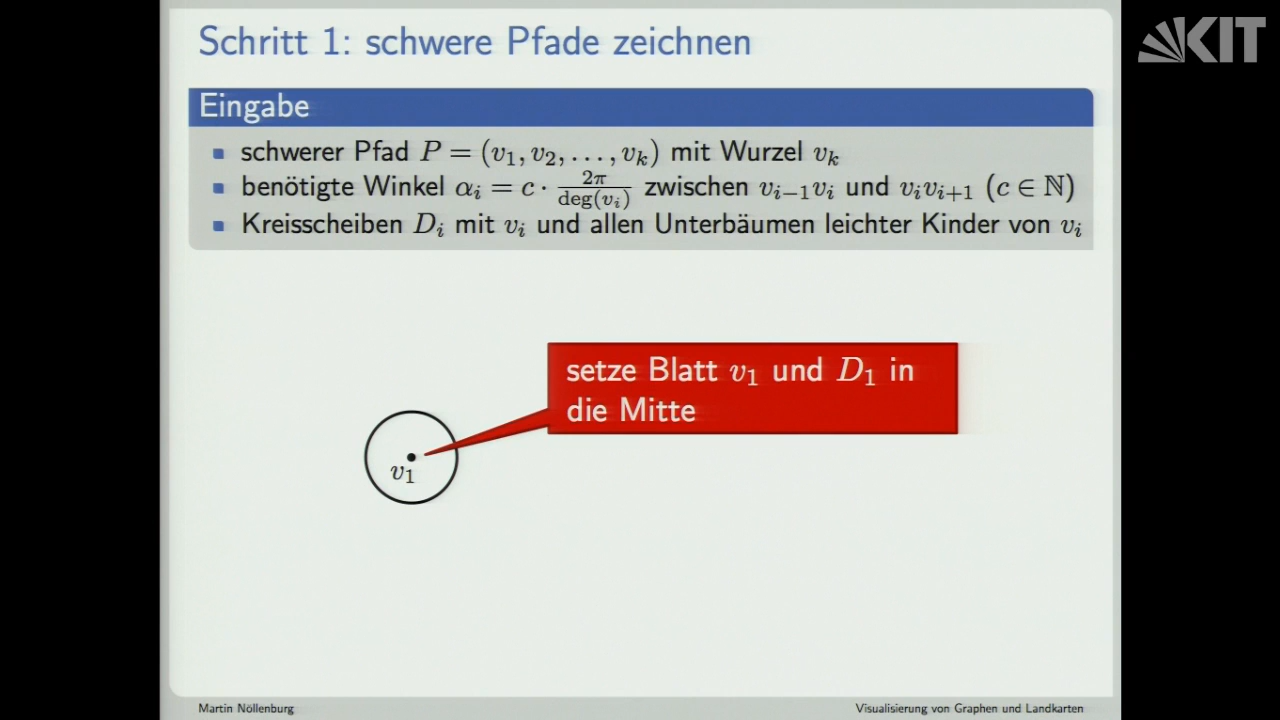 Schritt 1: schwere Pfade zeichnen
KIT
Eingabe
schwerer Pfad P = (v₁, v₂, . . . , vₖ) mit Wurzel vₖ
benötigte Winkel αᵢ = c · 2π/deg(vᵢ) zwischen vᵢ₋₁vᵢ und vᵢvᵢ₊₁ (c ∈ ℕ)
Kreisscheiben Dᵢ mit vᵢ und allen Unterbäumen leichter Kinder von vᵢ
setze Blatt v₁ und D₁ in
die Mitte
v₁
Martin Nöllenburg
Visualisierung von Graphen und Landkarten